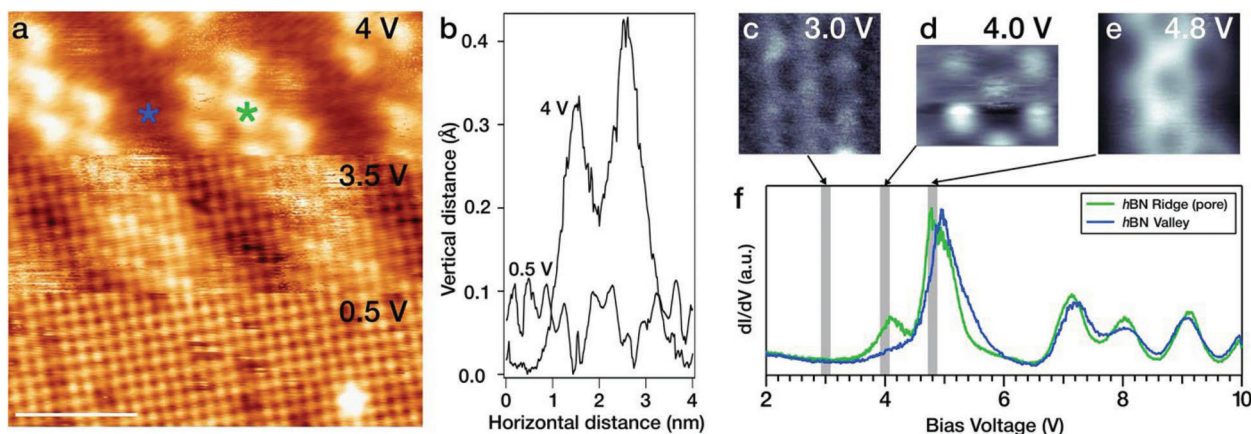 a
4 V
*
*
3.5 V
0.5 V
b
0.4
0.3
0.2
0.1
0.0
4 V
0.5 V
Vertical distance (Å)
0 1 2 3 4
Horizontal distance (nm)
c 3.0 V
d 4.0 V
e 4.8 V
f
hBN Ridge (pore)
hBN Valley
dI/dV (a.u.)
2 4 6 8 10
Bias Voltage (V)